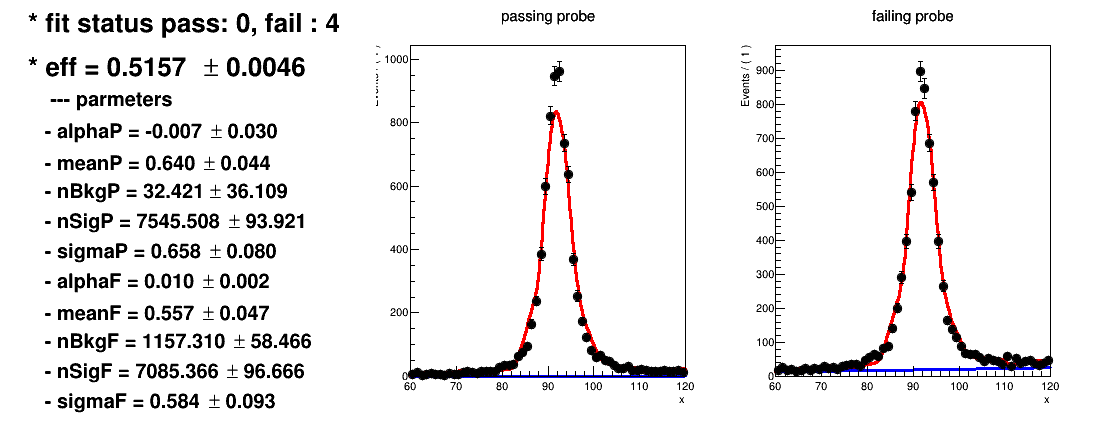 * fit status pass: 0, fail : 4
* eff = 0.5157 ± 0.0046
--- parmeters
- alphaP = -0.007 ± 0.030
- meanP = 0.640 ± 0.044
- nBkgP = 32.421 ± 36.109
- nSigP = 7545.508 ± 93.921
- sigmaP = 0.658 ± 0.080
- alphaF = 0.010 ± 0.002
- meanF = 0.557 ± 0.047
- nBkgF = 1157.310 ± 58.466
- nSigF = 7085.366 ± 96.666
- sigmaF = 0.584 ± 0.093
passing probe
1000
800
600
400
200
0
60 70 80 90 100 110 120
x
failing probe
Events / ( 1 )
900
800
700
600
500
400
300
200
100
0
60 70 80 90 100 110 120
x